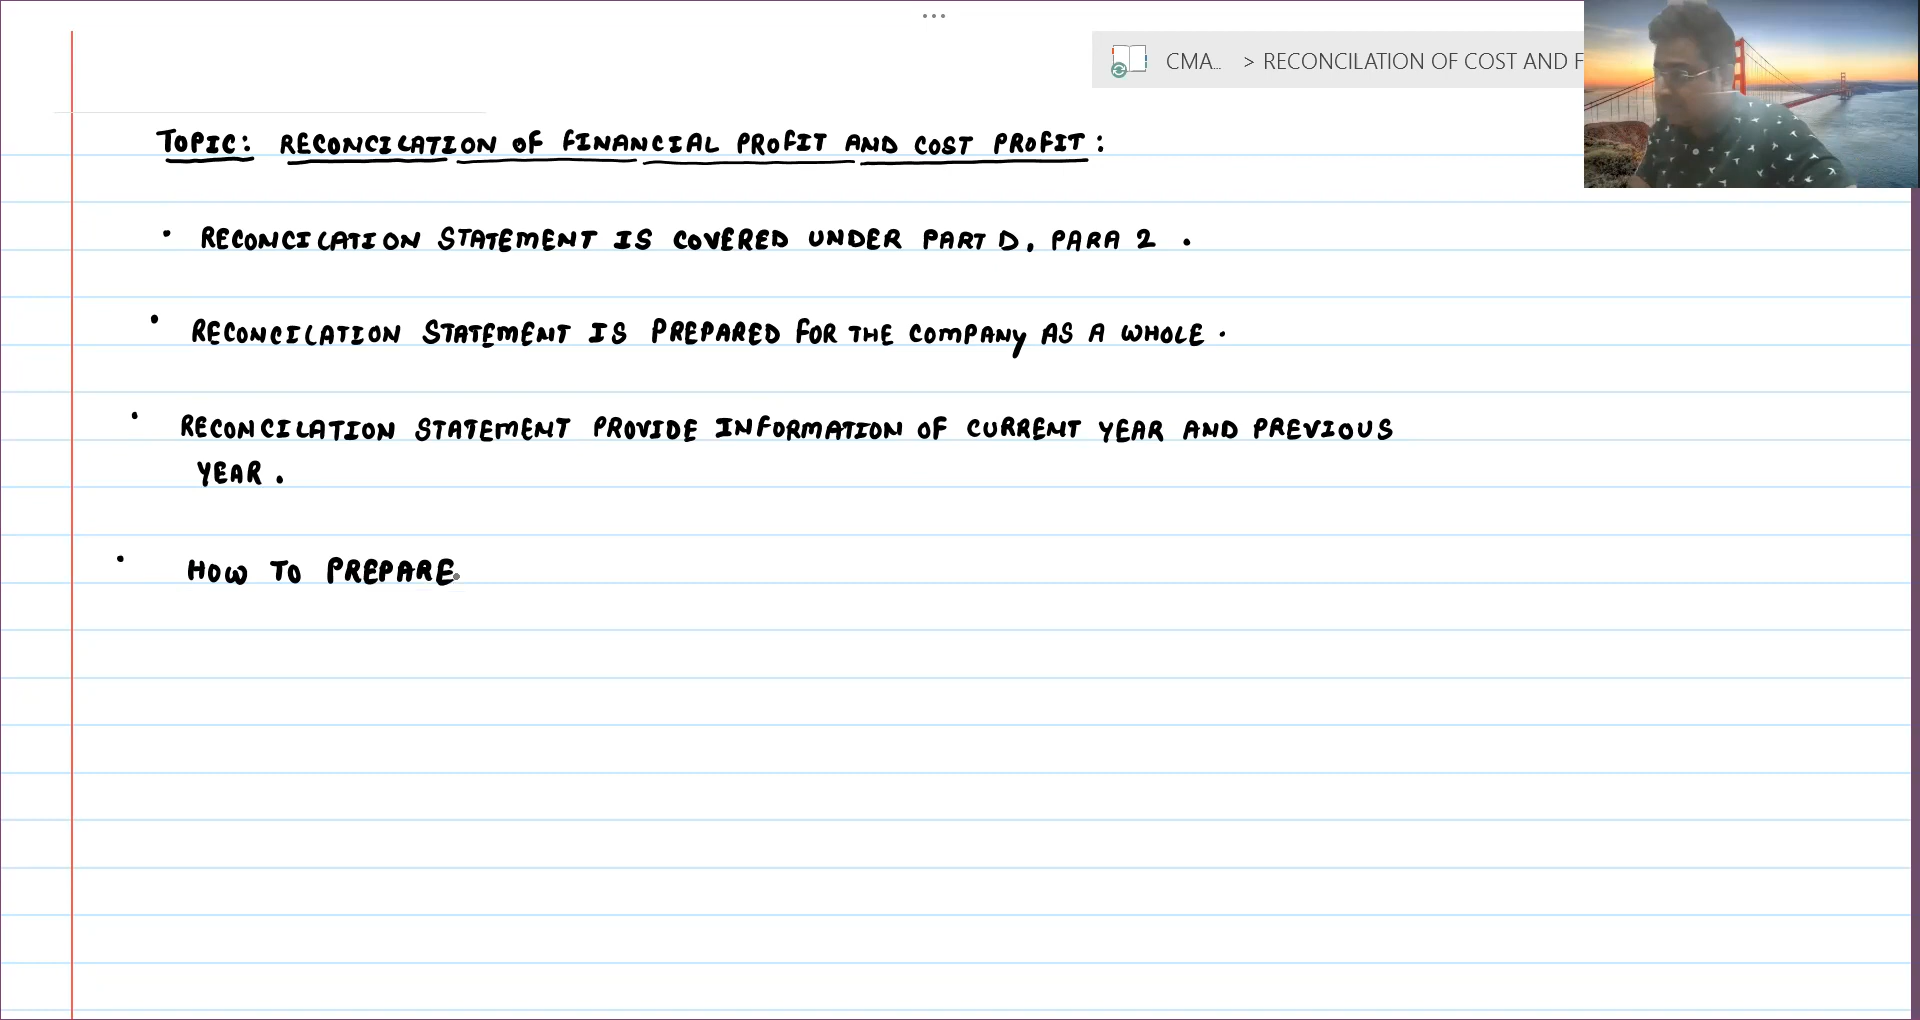 CMA... > RECONCILATION OF COST AND F
TOPIC: RECONCILATION OF FINANCIAL PROFIT AND COST PROFIT:
• RECONCILATION STATEMENT IS COVERED UNDER PART D, PARA 2.
• RECONCILATION STATEMENT IS PREPARED FOR THE COMPANY AS A WHOLE.
• RECONCILATION STATEMENT PROVIDE INFORMATION OF CURRENT YEAR AND PREVIOUS
YEAR.
• HOW TO PREPARE